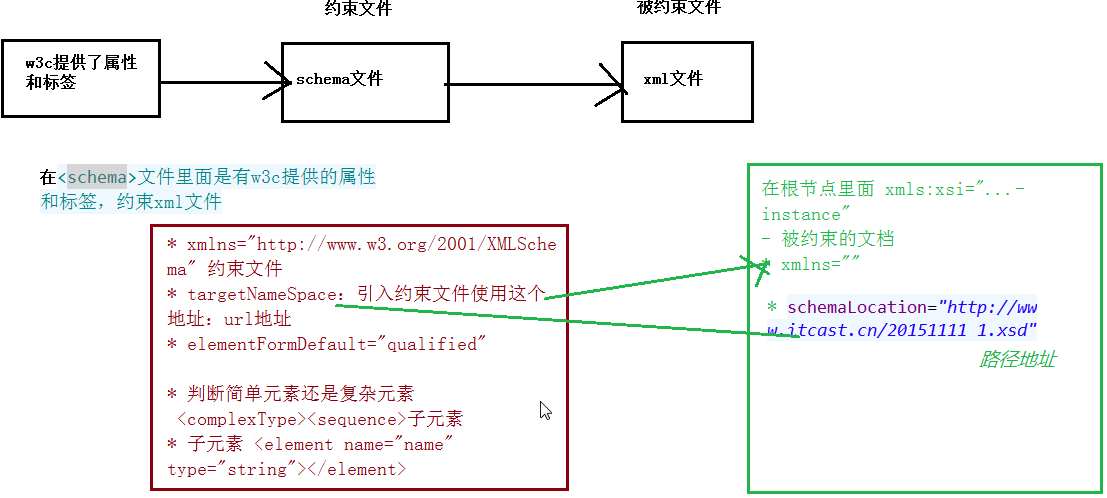 约束文件
被约束文件
w3c提供了属性
和标签
schema文件
xml文件
在<schema>文件里面是有w3c提供的属性
和标签，约束xml文件
* xmlns="http://www.w3.org/2001/XMLSche
ma" 约束文件
* targetNameSpace：引入约束文件使用这个
地址：url地址
* elementFormDefault="qualified"
* 判断简单元素还是复杂元素
<complexType><sequence>子元素
* 子元素 <element name="name"
type="string"></element>
在根节点里面 xmls:xsi="...-
instance"
- 被约束的文档
* xmlns=""
* schemaLocation="http://ww
w.itcast.cn/20151111 1.xsd"
路径地址